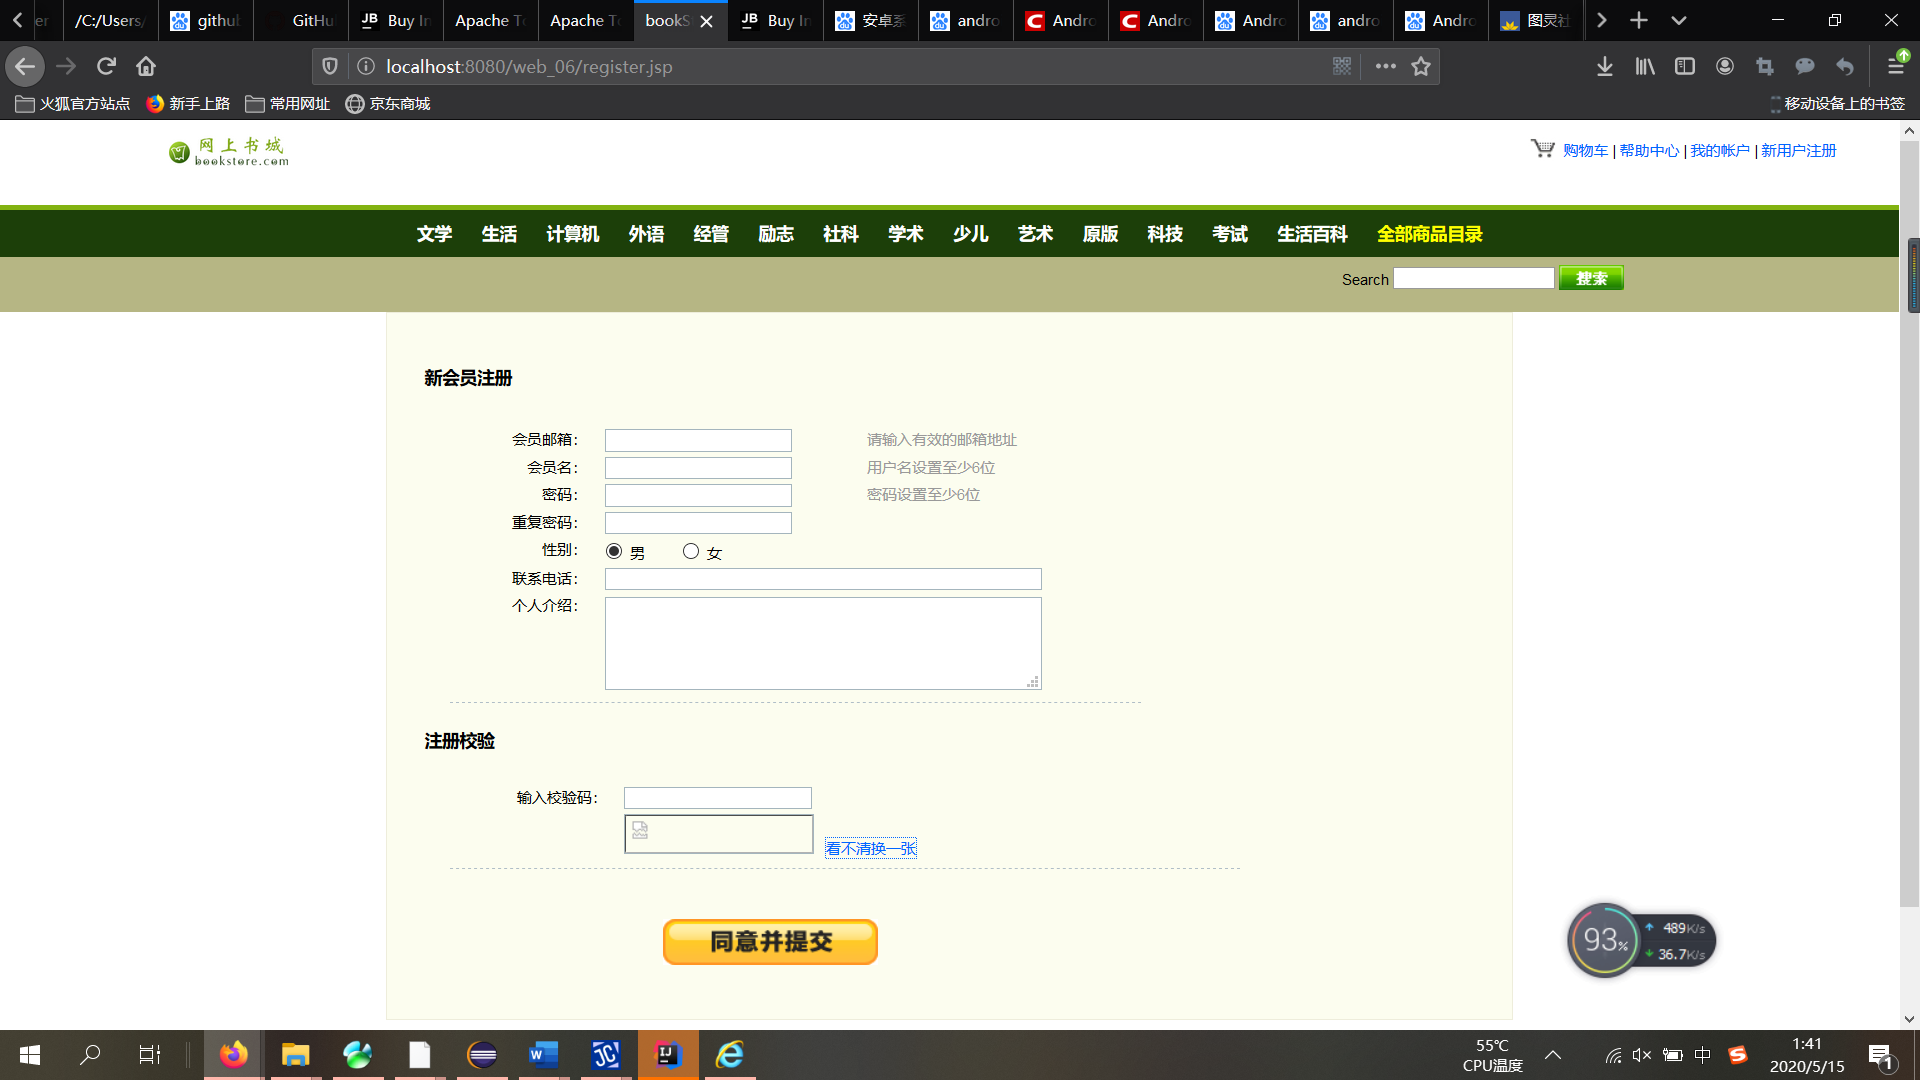 er /C:/Users/ github GitHu JB Buy In Apache To Apache To bookS JB Buy In 安卓系 andro Andro Andro Andro andro Andro 图灵社
localhost:8080/web_06/register.jsp
火狐官方站点 新手上路 常用网址 京东商城 移动设备上的书签
网上书城
bookstore.com
购物车 | 帮助中心 | 我的帐户 | 新用户注册
文学 生活 计算机 外语 经管 励志 社科 学术 少儿 艺术 原版 科技 考试 生活百科 全部商品目录
Search 搜索
新会员注册
会员邮箱： 请输入有效的邮箱地址
会员名： 用户名设置至少6位
密码： 密码设置至少6位
重复密码：
性别： 男 女
联系电话：
个人介绍：
注册校验
输入校验码：
看不清换一张
同意并提交
93% 489K/s
36.7K/s
55℃
CPU温度
中
1:41
2020/5/15
1